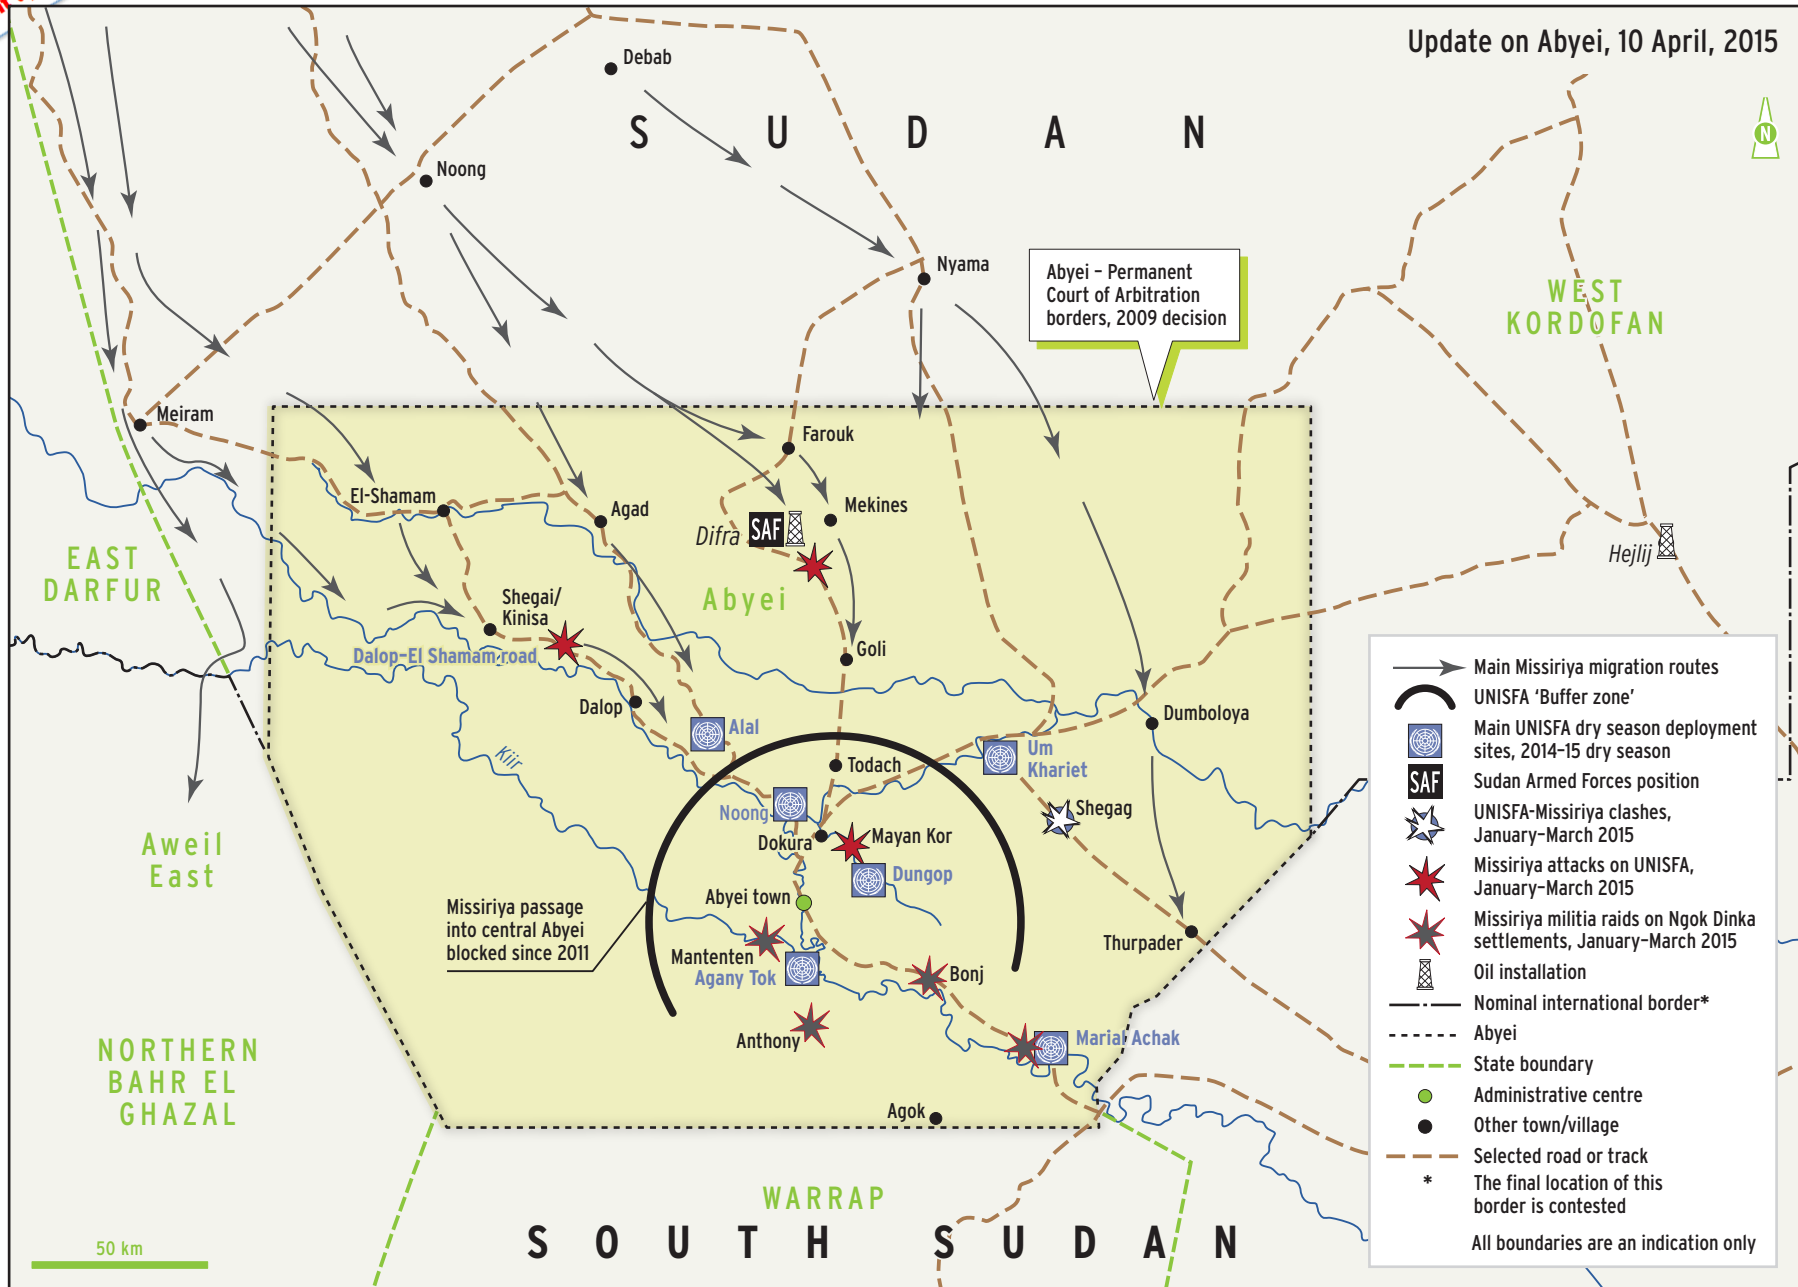 Update on Abyei, 10 April, 2015
Debab
S U D A N
N
Noong
Nyama
Abyei – Permanent
Court of Arbitration
borders, 2009 decision
WEST
KORDOFAN
Meiram
Farouk
El-Shamam
Agad
Mekines
Difra
SAF
Hejlij
EAST
DARFUR
Abyei
Shegai/
Kinisa
Dalop–El Shamam road
Goli
Dalop
Alal
Dumboloya
Kiir
Um
Khariet
Todach
Noong
Shegag
Dokura
Mayan Kor
Aweil
East
Dungop
Abyei town
Missiriya passage
into central Abyei
blocked since 2011
Thurpader
Mantenten
Agany Tok
Bonj
Anthony
Marial Achak
NORTHERN
BAHR EL
GHAZAL
Agok
WARRAP
S O U T H S U D A N
50 km
Main Missiriya migration routes
UNISFA ‘Buffer zone’
Main UNISFA dry season deployment
sites, 2014–15 dry season
SAF Sudan Armed Forces position
UNISFA-Missiriya clashes,
January–March 2015
Missiriya attacks on UNISFA,
January–March 2015
Missiriya militia raids on Ngok Dinka
settlements, January–March 2015
Oil installation
Nominal international border*
Abyei
State boundary
Administrative centre
Other town/village
Selected road or track
* The final location of this
border is contested
All boundaries are an indication only